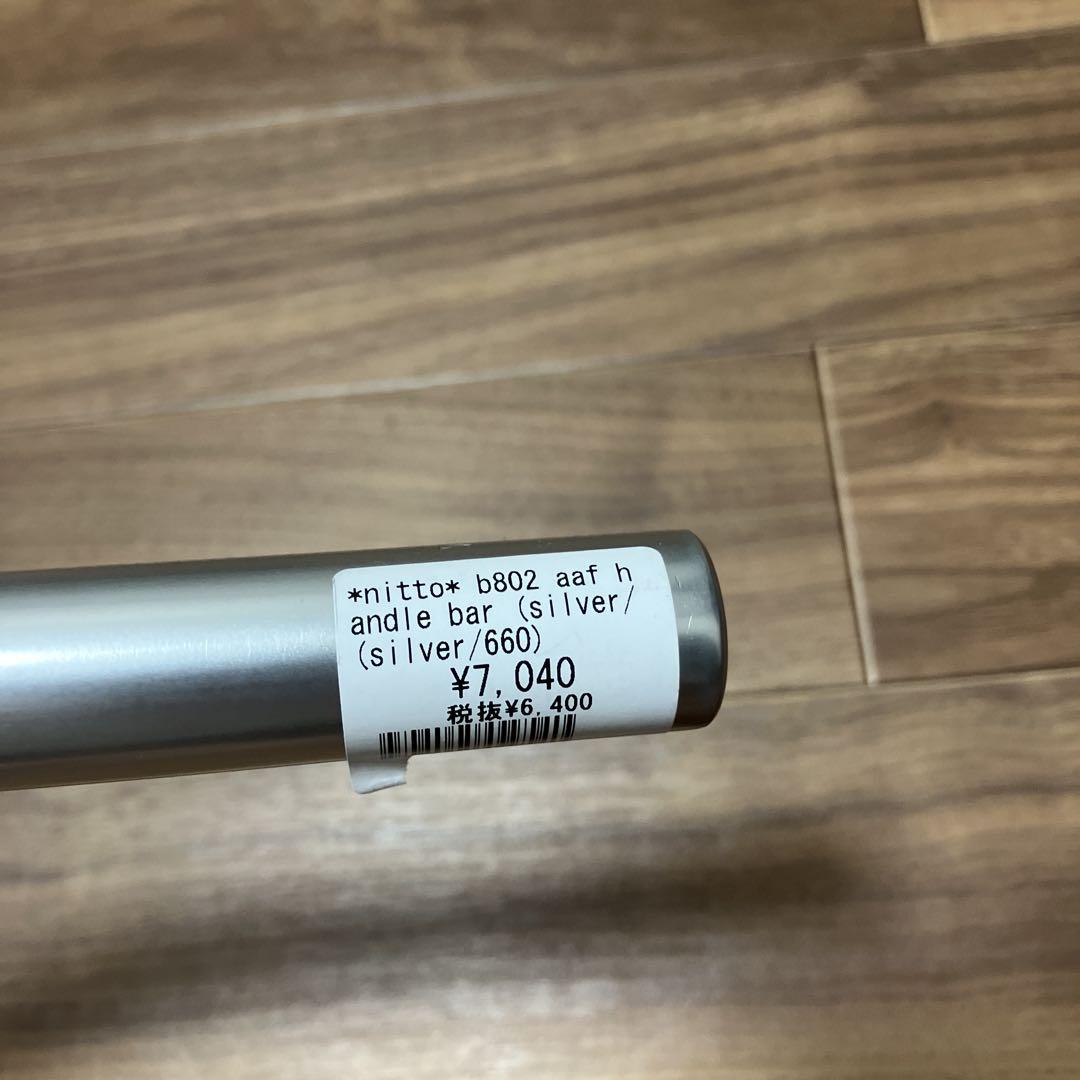 *nitto* b802 aaf h
andle bar (silver/
(silver/660)
¥7,040
税抜¥6,400